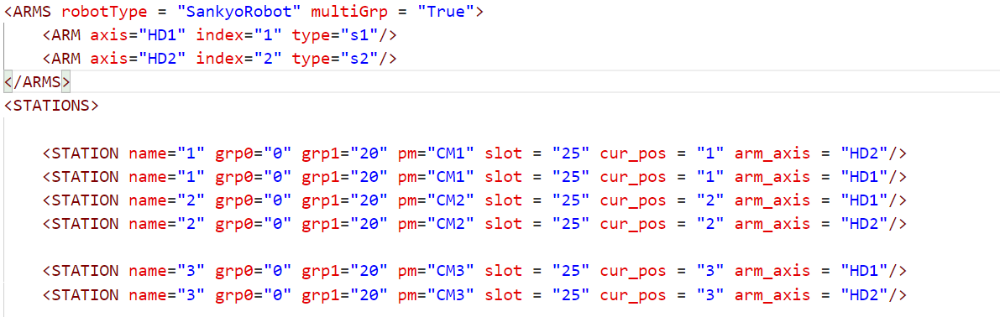 <ARMS robotType = "SankyoRobot" multiGrp = "True">
    <ARM axis="HD1" index="1" type="s1"/>
    <ARM axis="HD2" index="2" type="s2"/>
</ARMS>
<STATIONS>

    <STATION name="1" grp0="0" grp1="20" pm="CM1" slot = "25" cur_pos = "1" arm_axis = "HD2"/>
    <STATION name="1" grp0="0" grp1="20" pm="CM1" slot = "25" cur_pos = "1" arm_axis = "HD1"/>
    <STATION name="2" grp0="0" grp1="20" pm="CM2" slot = "25" cur_pos = "2" arm_axis = "HD1"/>
    <STATION name="2" grp0="0" grp1="20" pm="CM2" slot = "25" cur_pos = "2" arm_axis = "HD2"/>

    <STATION name="3" grp0="0" grp1="20" pm="CM3" slot = "25" cur_pos = "3" arm_axis = "HD1"/>
    <STATION name="3" grp0="0" grp1="20" pm="CM3" slot = "25" cur_pos = "3" arm_axis = "HD2"/>